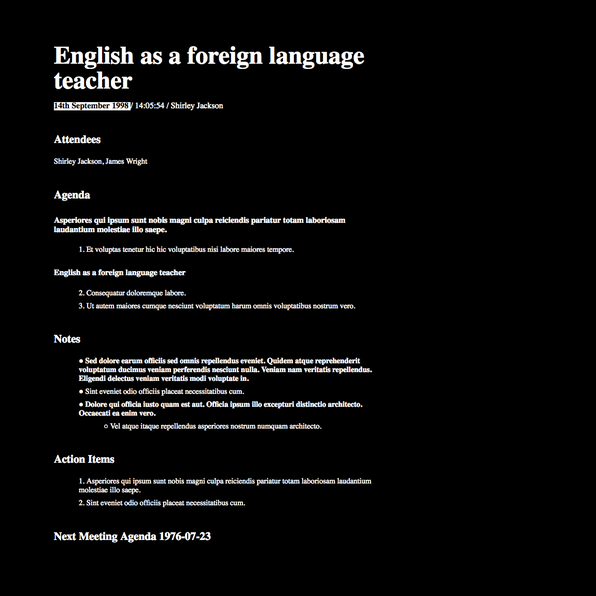 English as a foreign language
teacher
14th September 1998 / 14:05:54 / Shirley Jackson
Attendees
Shirley Jackson, James Wright
Agenda
Asperiores qui ipsum sunt nobis magni culpa reiciendis pariatur totam laboriosam
laudantium molestiae illo saepe.
1. Et voluptas tenetur hic hic voluptatibus nisi labore maiores tempore.
English as a foreign language teacher
2. Consequatur doloremque labore.
3. Ut autem maiores cumque nesciunt voluptatum harum omnis voluptatibus nostrum vero.
Notes
● Sed dolore earum officiis sed omnis repellendus eveniet. Quidem atque reprehenderit
voluptatum ducimus veniam perferendis nesciunt nulla. Veniam nam veritatis repellendus.
Eligendi delectus veniam veritatis modi voluptate in.
● Sint eveniet odio officiis placeat necessitatibus cum.
● Dolore qui officia iusto quam est aut. Officia ipsum illo excepturi distinctio architecto.
Occaecati ea enim vero.
○ Vel atque itaque repellendus asperiores nostrum numquam architecto.
Action Items
1. Asperiores qui ipsum sunt nobis magni culpa reiciendis pariatur totam laboriosam laudantium
molestiae illo saepe.
2. Sint eveniet odio officiis placeat necessitatibus cum.
Next Meeting Agenda 1976-07-23